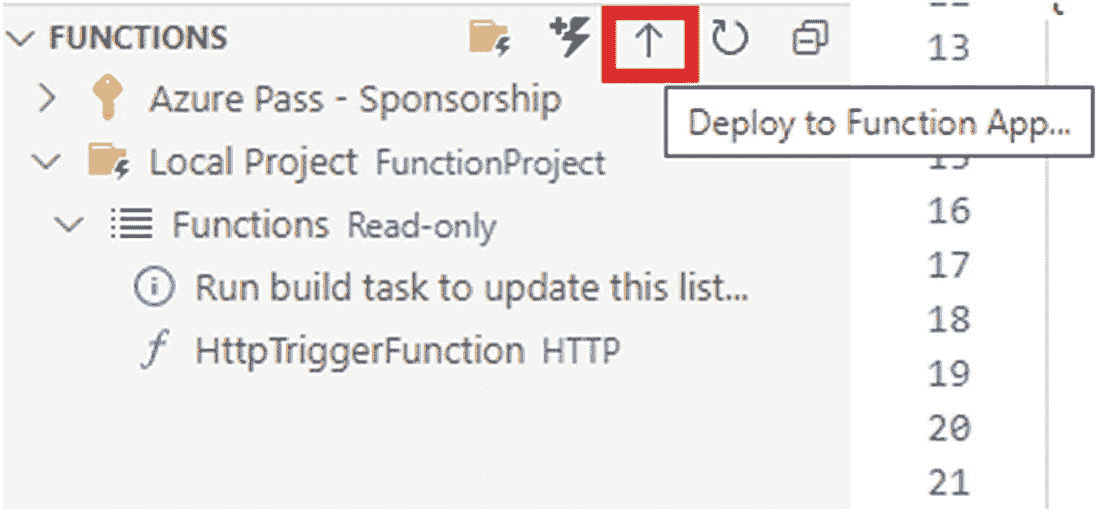 FUNCTIONS
Deploy to Function App...
Azure Pass - Sponsorship
Local Project FunctionProject
Functions Read-only
Run build task to update this list...
f HttpTriggerFunction HTTP
13
16
17
18
19
20
21